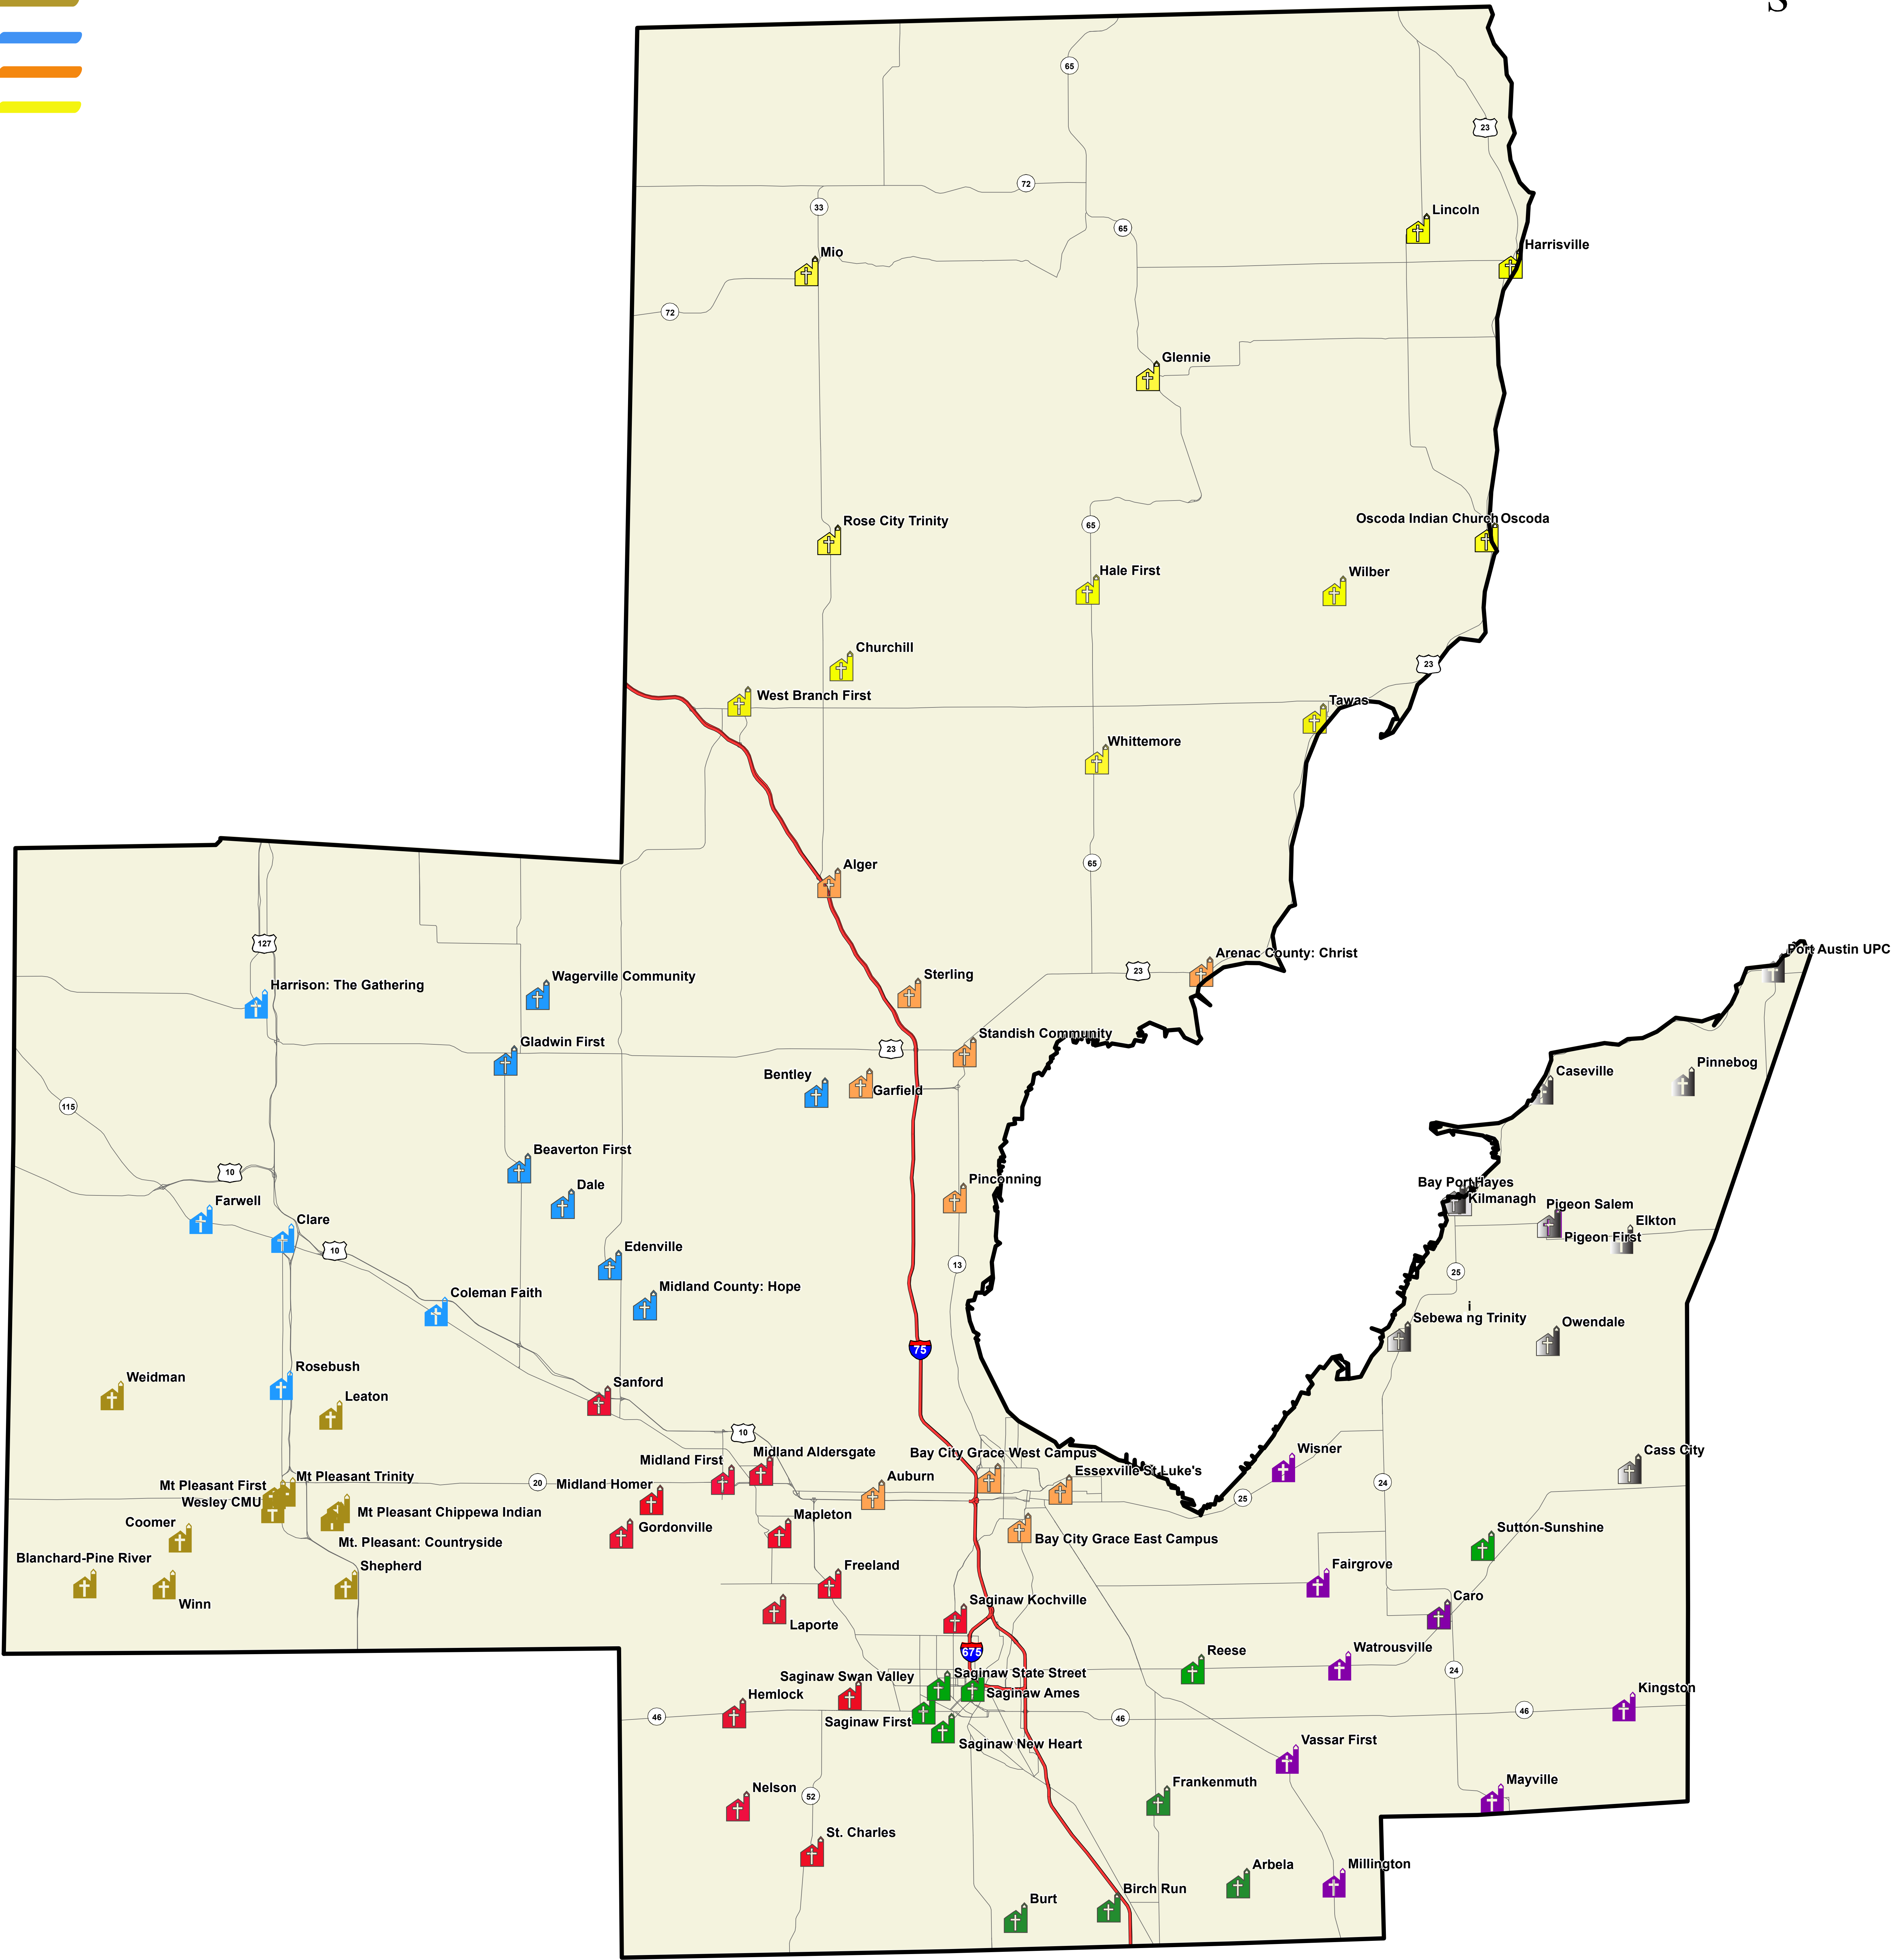 S
65
23
72
33
Lincoln
65
Harrisville
Mio
72
Glennie
Rose City Trinity
65
Oscoda Indian Church
Oscoda
Hale First
Wilber
Churchill
23
West Branch First
Tawas
Whittemore
65
Alger
127
Port Austin UPC
Arenac County: Christ
23
Sterling
Wagerville Community
Harrison: The Gathering
Standish Community
Gladwin First
23
Pinnebog
Caseville
Bentley
Garfield
115
Beaverton First
10
Pinconning
Bay Port
Hayes
Dale
Kilmanagh
Farwell
Pigeon Salem
Clare
Elkton
Pigeon First
Edenville
10
13
25
Midland County: Hope
Coleman Faith
i
Sebewa ng Trinity
Owendale
75
Rosebush
Weidman
Sanford
Leaton
10
Wisner
Cass City
Midland Aldersgate
Bay City Grace West Campus
Midland First
Essexville St Luke's
Mt Pleasant Trinity
Auburn
20
24
Mt Pleasant First
Midland Homer
25
Wesley CMU
Mt Pleasant Chippewa Indian
Mapleton
Coomer
Gordonville
Sutton-Sunshine
Bay City Grace East Campus
Mt. Pleasant: Countryside
Blanchard-Pine River
Shepherd
Freeland
Fairgrove
Winn
Caro
Saginaw Kochville
Laporte
Watrousville
Reese
675
24
Saginaw State Street
Saginaw Swan Valley
Kingston
Saginaw Ames
Hemlock
46
46
46
Saginaw First
Vassar First
Saginaw New Heart
Mayville
Frankenmuth
Nelson
52
St. Charles
Arbela
Millington
Birch Run
Burt